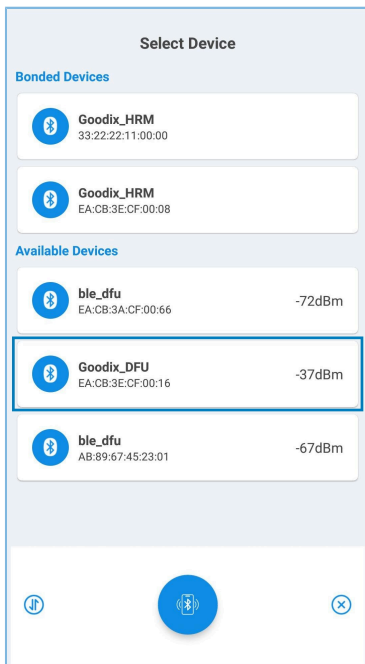 Select Device
Bonded Devices
Goodix_HRM
33:22:22:11:00:00
Goodix_HRM
EA:CB:3E:CF:00:08
Available Devices
ble_dfu
EA:CB:3A:CF:00:66
-72dBm
Goodix_DFU
EA:CB:3E:CF:00:16
-37dBm
ble_dfu
AB:89:67:45:23:01
-67dBm